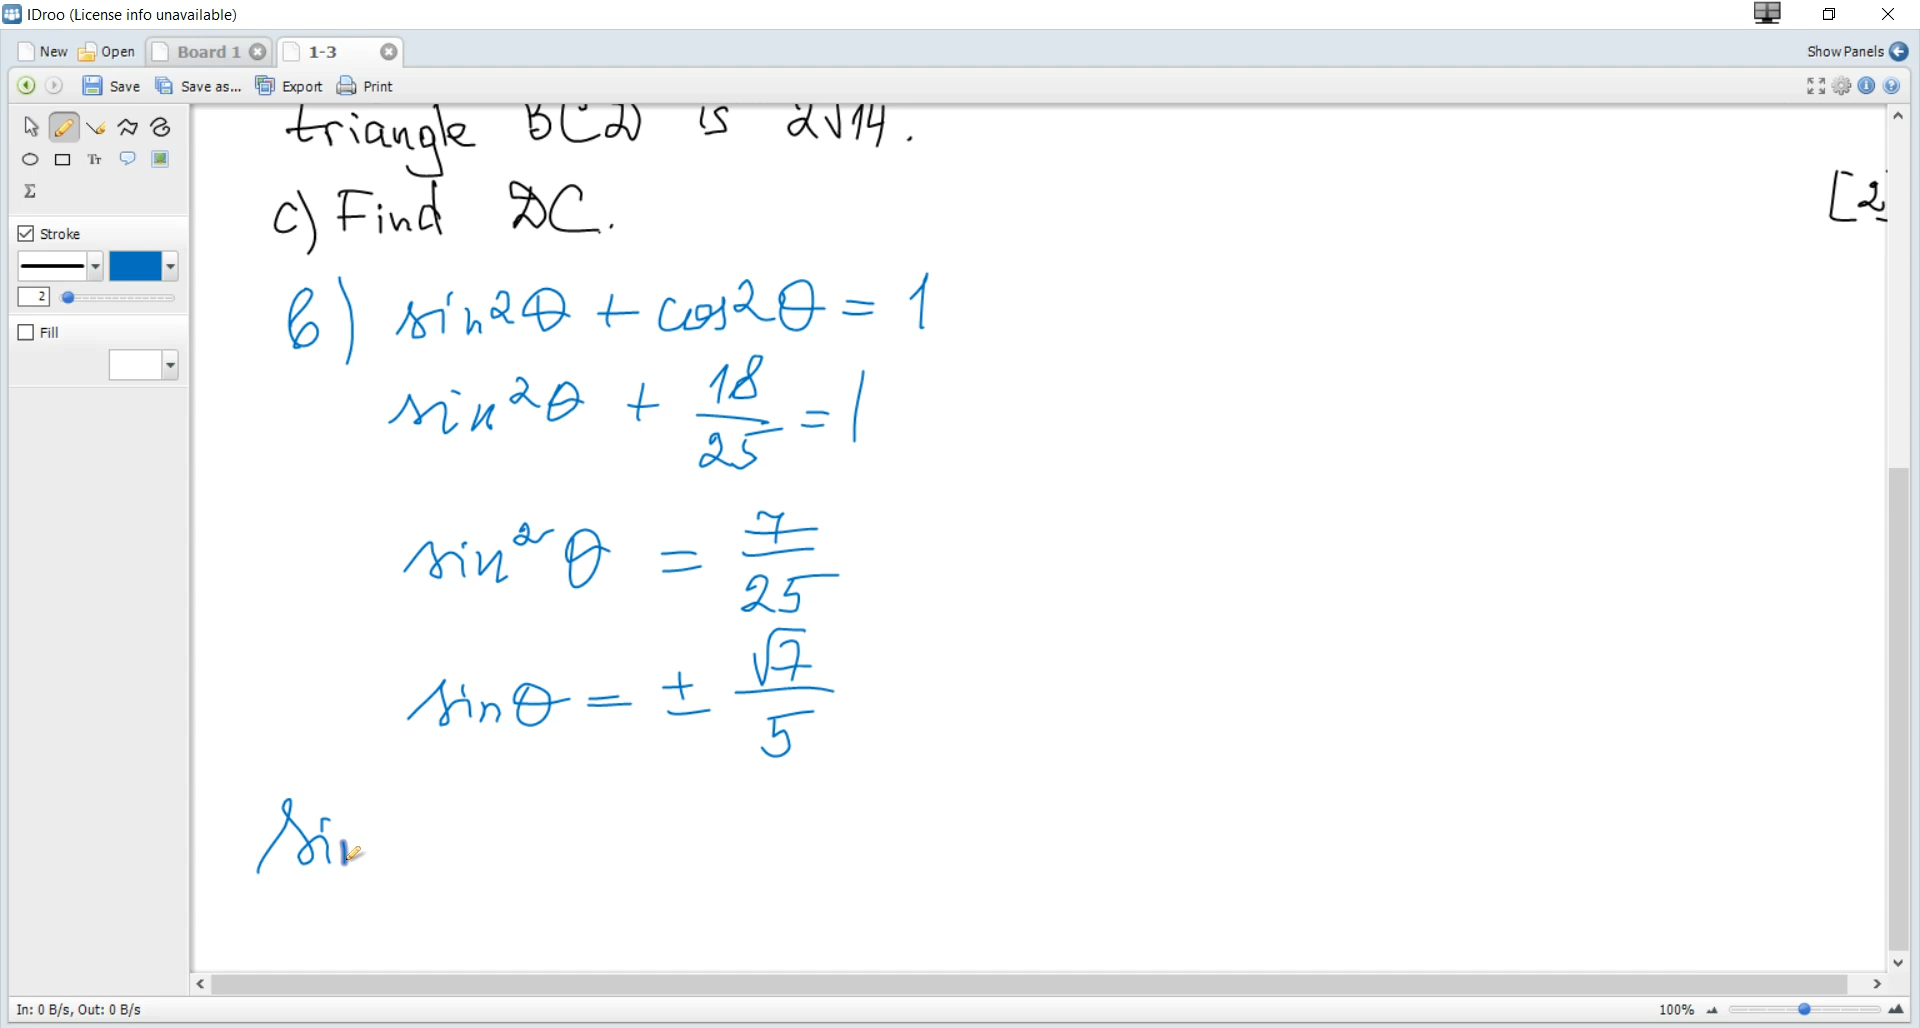 IDroo (License info unavailable)
New Open Board 1 1-3 Show Panels
Save Save as... Export Print
triangle BCD is 2√14.
c) Find DC. [2]
Stroke
2
Fill
b) sin²θ + cos²θ = 1
sin²θ + 18/25 = 1
sin²θ = 7/25
sinθ = ± √7/5
sin
In: 0 B/s, Out: 0 B/s 100%